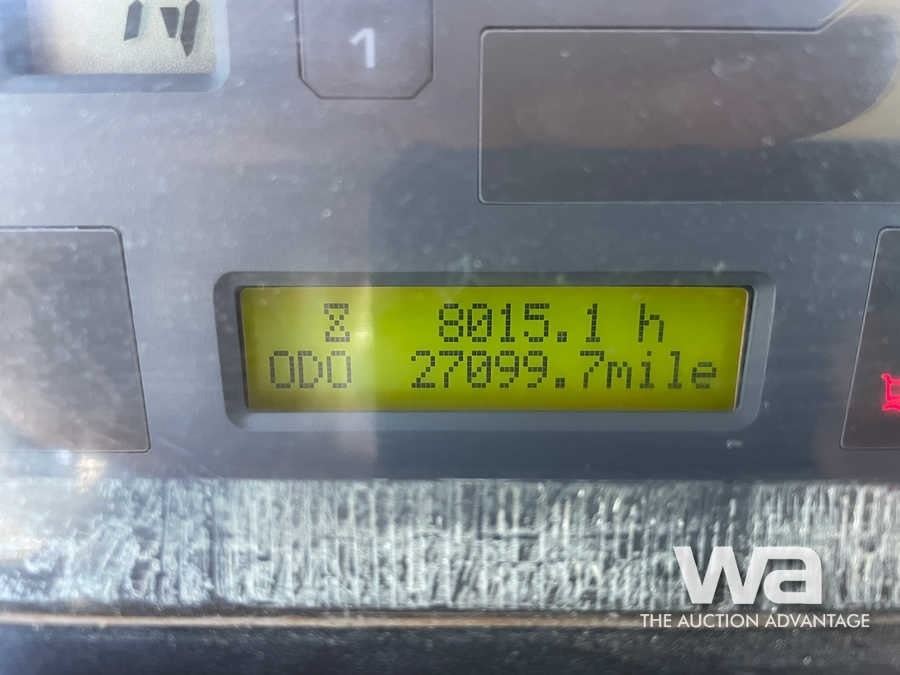 1
8015.1 h
ODO 27099.7mile
wa
THE AUCTION ADVANTAGE